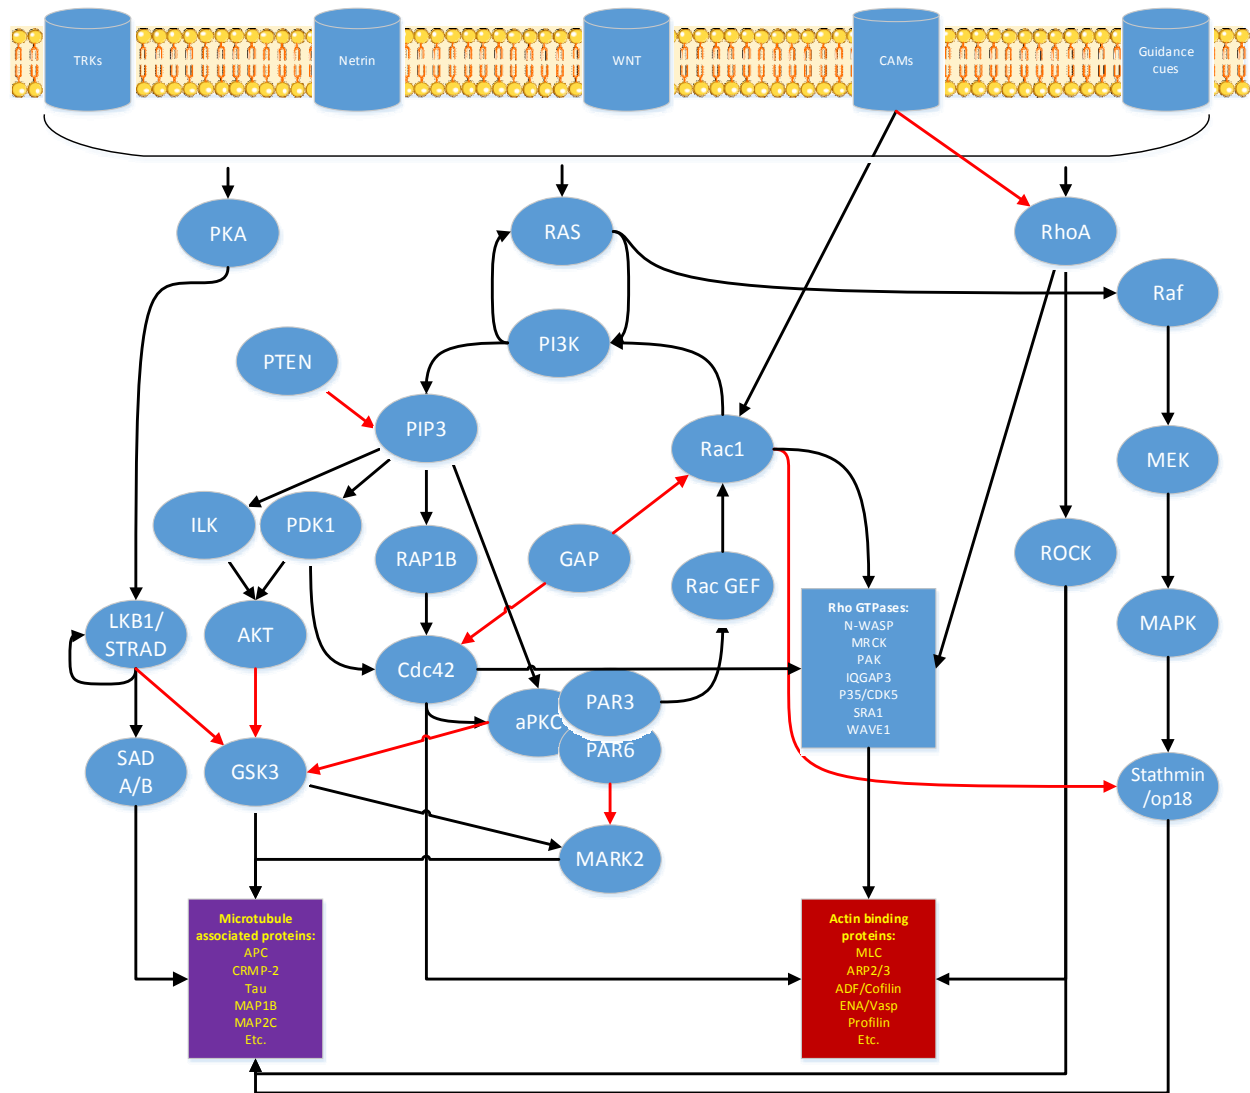 TRKs
Netrin
WNT
CAMs
Guidance
cues
PKA
RAS
RhoA
Raf
PI3K
PTEN
PIP3
Rac1
MEK
ILK
PDK1
RAP1B
GAP
Rac GEF
ROCK
LKB1/
STRAD
AKT
Cdc42
Rho GTPases:
N-WASP
MRCK
PAK
IQGAP3
P35/CDK5
SRA1
WAVE1
MAPK
aPKC
PAR3
PAR6
SAD
A/B
GSK3
Stathmin
/op18
MARK2
Microtubule
associated proteins:
APC
CRMP-2
Tau
MAP1B
MAP2C
Etc.
Actin binding
proteins:
MLC
ARP2/3
ADF/Cofilin
ENA/Vasp
Profilin
Etc.